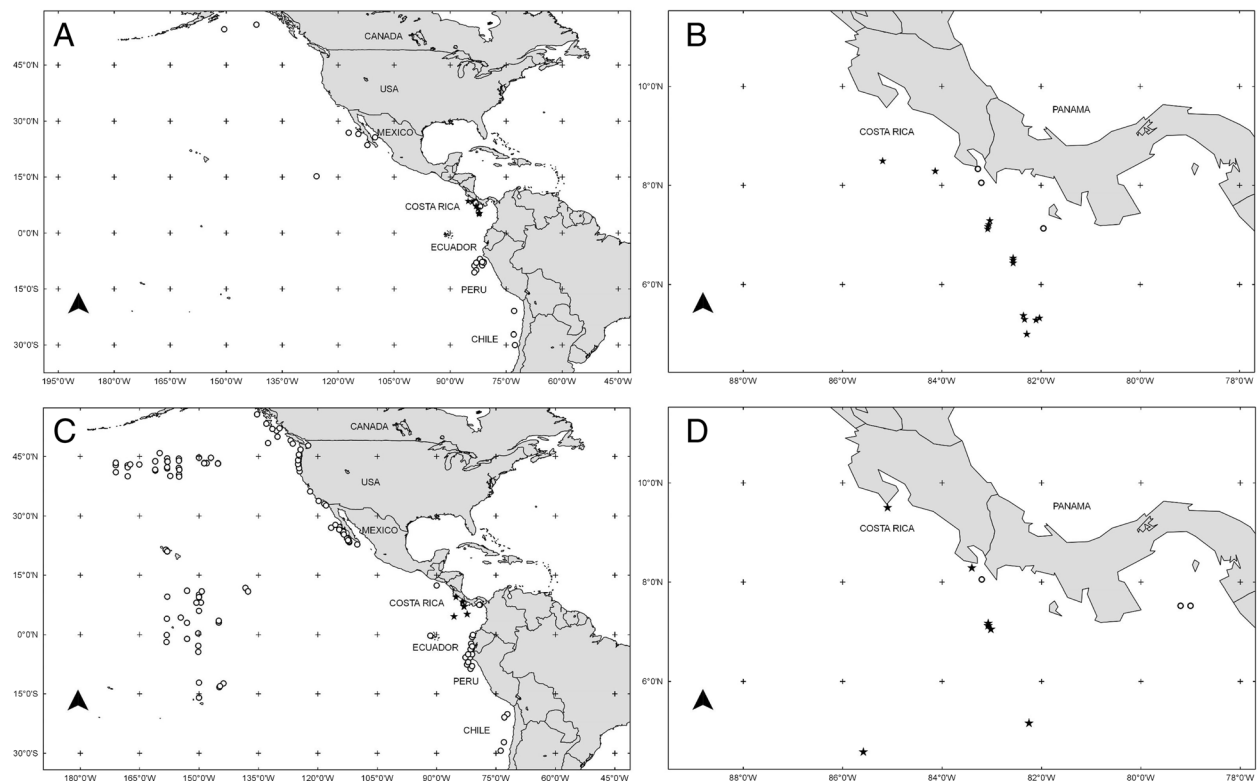 A
CANADA
45°0'N
USA
30°0'N
MEXICO
15°0'N
COSTA RICA
0°0'N
ECUADOR
15°0'S
PERU
CHILE
30°0'S
195°0'W 180°0'W 165°0'W 150°0'W 135°0'W 120°0'W 105°0'W 90°0'W 75°0'W 60°0'W 45°0'W
B
10°0'N
PANAMA
COSTA RICA
8°0'N
6°0'N
88°0'W 86°0'W 84°0'W 82°0'W 80°0'W 78°0'W
C
CANADA
45°0'N
USA
30°0'N
MEXICO
15°0'N
COSTA RICA
0°0'N
ECUADOR
PERU
15°0'S
CHILE
30°0'S
180°0'W 165°0'W 150°0'W 135°0'W 120°0'W 105°0'W 90°0'W 75°0'W 60°0'W 45°0'W
D
10°0'N
PANAMA
COSTA RICA
8°0'N
6°0'N
88°0'W 86°0'W 84°0'W 82°0'W 80°0'W 78°0'W